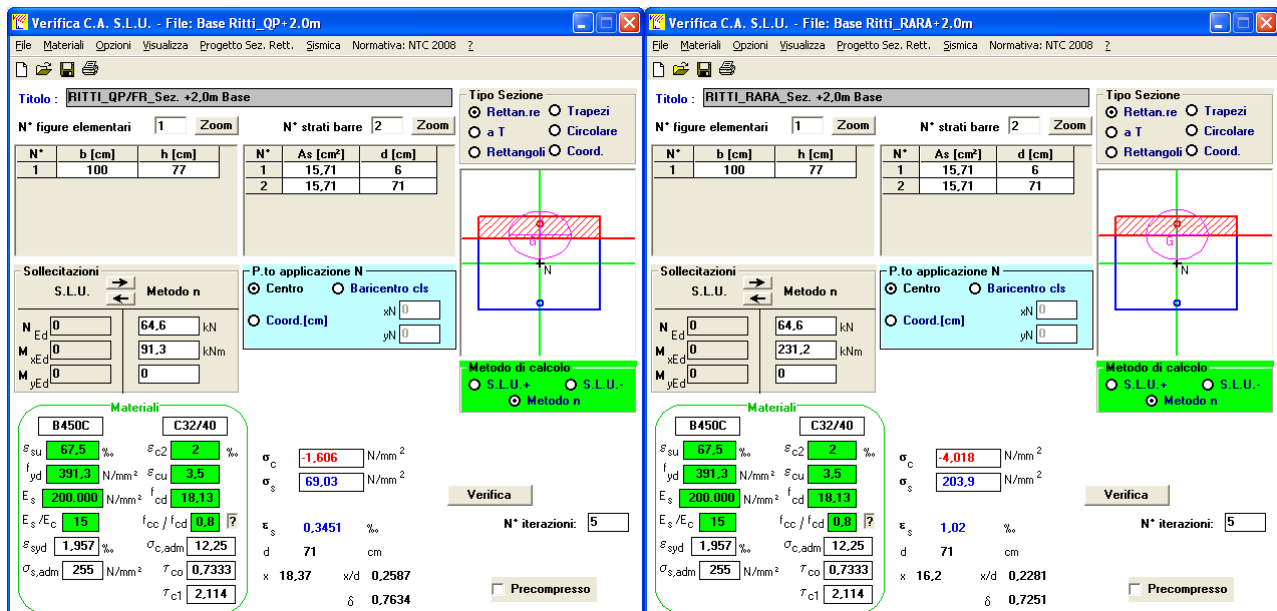 Verifica C.A. S.L.U. - File: Base Ritti_QP+2.0m
File Materiali Opzioni Visualizza Progetto Sez. Rett. Sismica Normativa: NTC 2008 ?
Titolo : RITTI_QP/FR_Sez. +2,0m Base
N° figure elementari 1 Zoom N° strati barre 2 Zoom
N° b [cm] h [cm]
1 100 77
N° As [cm²] d [cm]
1 15,71 6
2 15,71 71
Tipo Sezione
Rettan.re Trapezi
a T Circolare
Rettangoli Coord.
G
N
Sollecitazioni
S.L.U. Metodo n
N Ed 0 64,6 kN
M xEd 0 91,3 kNm
M yEd 0 0
P.to applicazione N
Centro Baricentro cls
Coord.[cm] xN 0
yN 0
Metodo di calcolo
S.L.U.+ S.L.U.-
Metodo n
Materiali
B450C C32/40
εsu 67,5 ‰ εc2 2 ‰
fyd 391,3 N/mm² εcu 3,5
Es 200.000 N/mm² fcd 18,13
Es/Ec 15 fcc / fcd 0,8 ?
εsyd 1,957 ‰ σc,adm 12,25
σs,adm 255 N/mm² τco 0,7333
τc1 2,114
σc -1,606 N/mm²
σs 69,03 N/mm²
εs 0,3451 ‰
d 71 cm
x 18,37 x/d 0,2587
δ 0,7634
Verifica
N° iterazioni: 5
Precompresso
Verifica C.A. S.L.U. - File: Base Ritti_RARA+2.0m
File Materiali Opzioni Visualizza Progetto Sez. Rett. Sismica Normativa: NTC 2008 ?
Titolo : RITTI_RARA_Sez. +2,0m Base
N° figure elementari 1 Zoom N° strati barre 2 Zoom
N° b [cm] h [cm]
1 100 77
N° As [cm²] d [cm]
1 15,71 6
2 15,71 71
Tipo Sezione
Rettan.re Trapezi
a T Circolare
Rettangoli Coord.
G
N
Sollecitazioni
S.L.U. Metodo n
N Ed 0 64,6 kN
M xEd 0 231,2 kNm
M yEd 0 0
P.to applicazione N
Centro Baricentro cls
Coord.[cm] xN 0
yN 0
Metodo di calcolo
S.L.U.+ S.L.U.-
Metodo n
Materiali
B450C C32/40
εsu 67,5 ‰ εc2 2 ‰
fyd 391,3 N/mm² εcu 3,5
Es 200.000 N/mm² fcd 18,13
Es/Ec 15 fcc / fcd 0,8 ?
εsyd 1,957 ‰ σc,adm 12,25
σs,adm 255 N/mm² τco 0,7333
τc1 2,114
σc -4,018 N/mm²
σs 203,9 N/mm²
εs 1,02 ‰
d 71 cm
x 16,2 x/d 0,2281
δ 0,7251
Verifica
N° iterazioni: 5
Precompresso